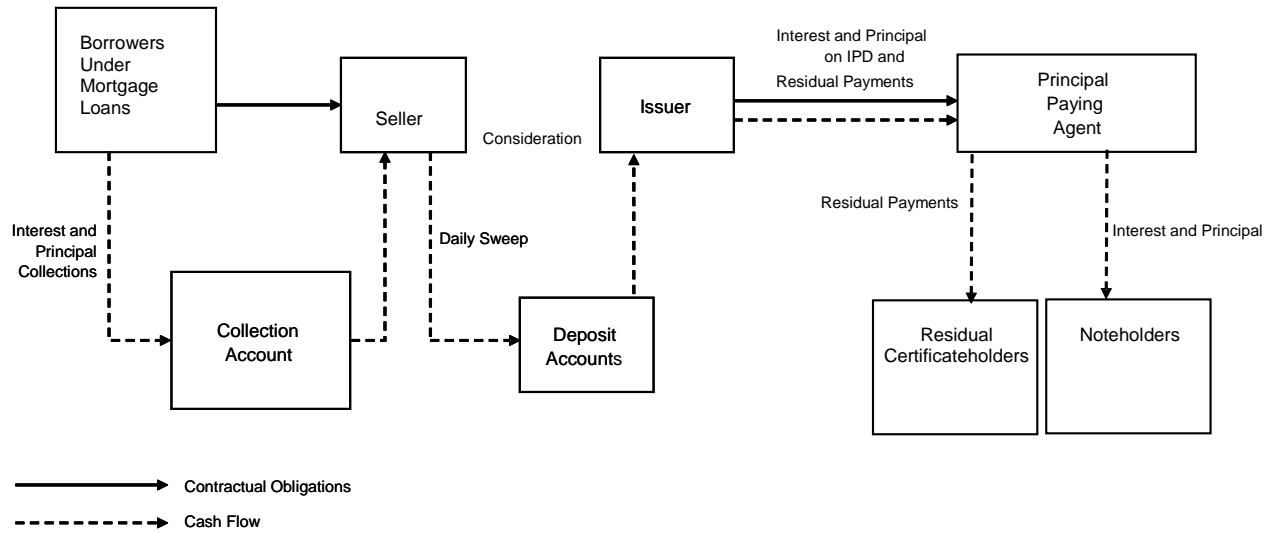 Borrowers
Under
Mortgage
Loans
Seller
Consideration
Issuer
Interest and Principal
on IPD and
Residual Payments
Principal
Paying
Agent
Interest and
Principal
Collections
Daily Sweep
Residual Payments
Interest and Principal
Collection
Account
Deposit
Accounts
Residual
Certificateholders
Noteholders
Contractual Obligations
Cash Flow